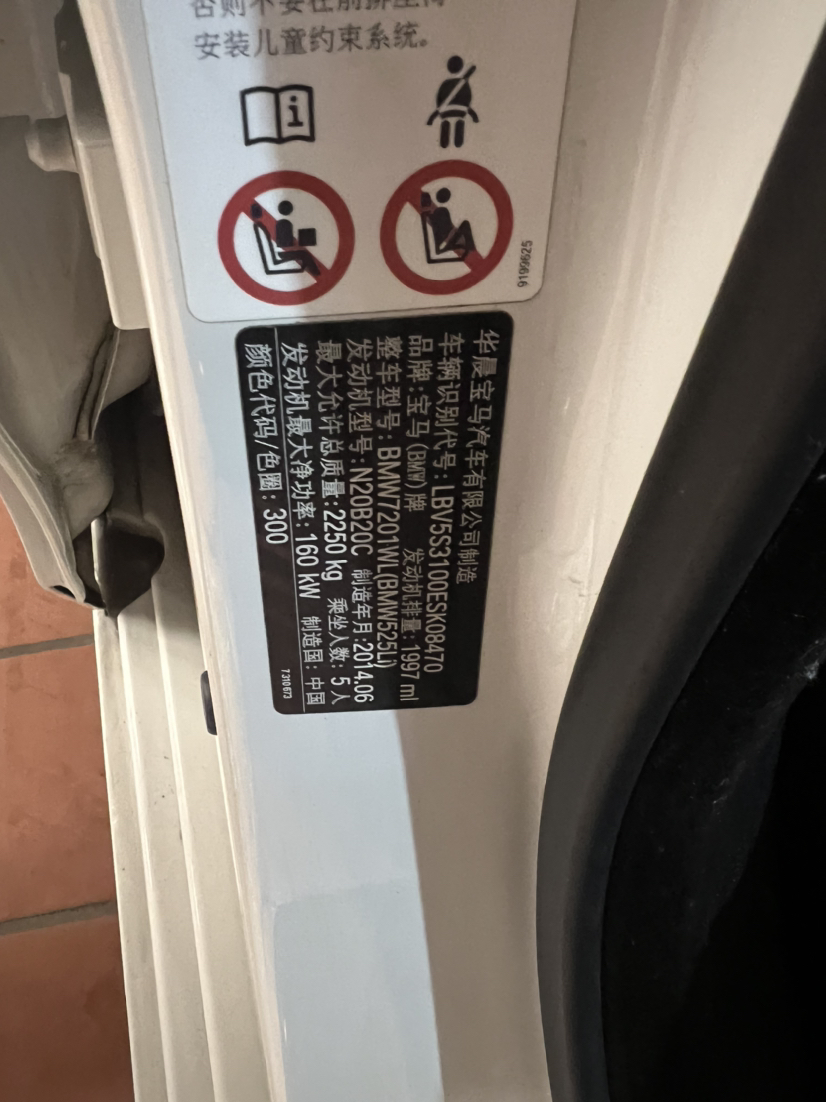 安装儿童约束系统。
9199625
华晨宝马汽车有限公司制造
车辆识别代号：LBV5S3100ESK08470
品牌：宝马(BMW)牌 发动机排量：1997 ml
整车型号：BMW7201WL(BMW525Li)
发动机型号：N20B20C 制造年月：2014.06
最大允许总质量：2250 kg 乘坐人数：5人
发动机最大净功率：160 kW 制造国：中国
颜色代码/色圈：300
7310673